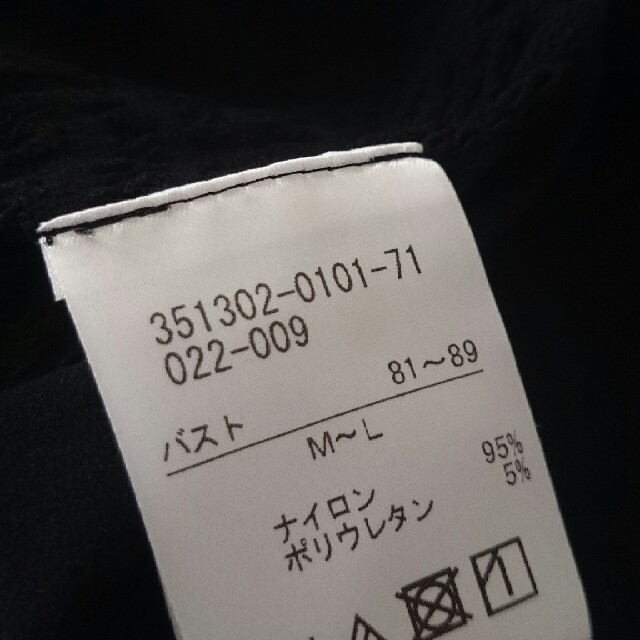 351302-0101-71
022-009
バスト 81〜89
M〜L
ナイロン 95%
ポリウレタン 5%